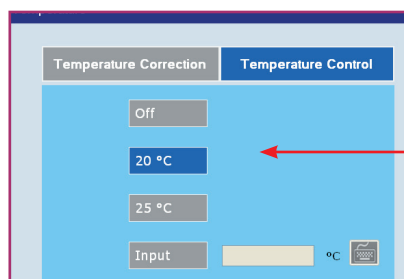 Temperature Correction Temperature Control
Off
20 °C
25 °C
Input °C